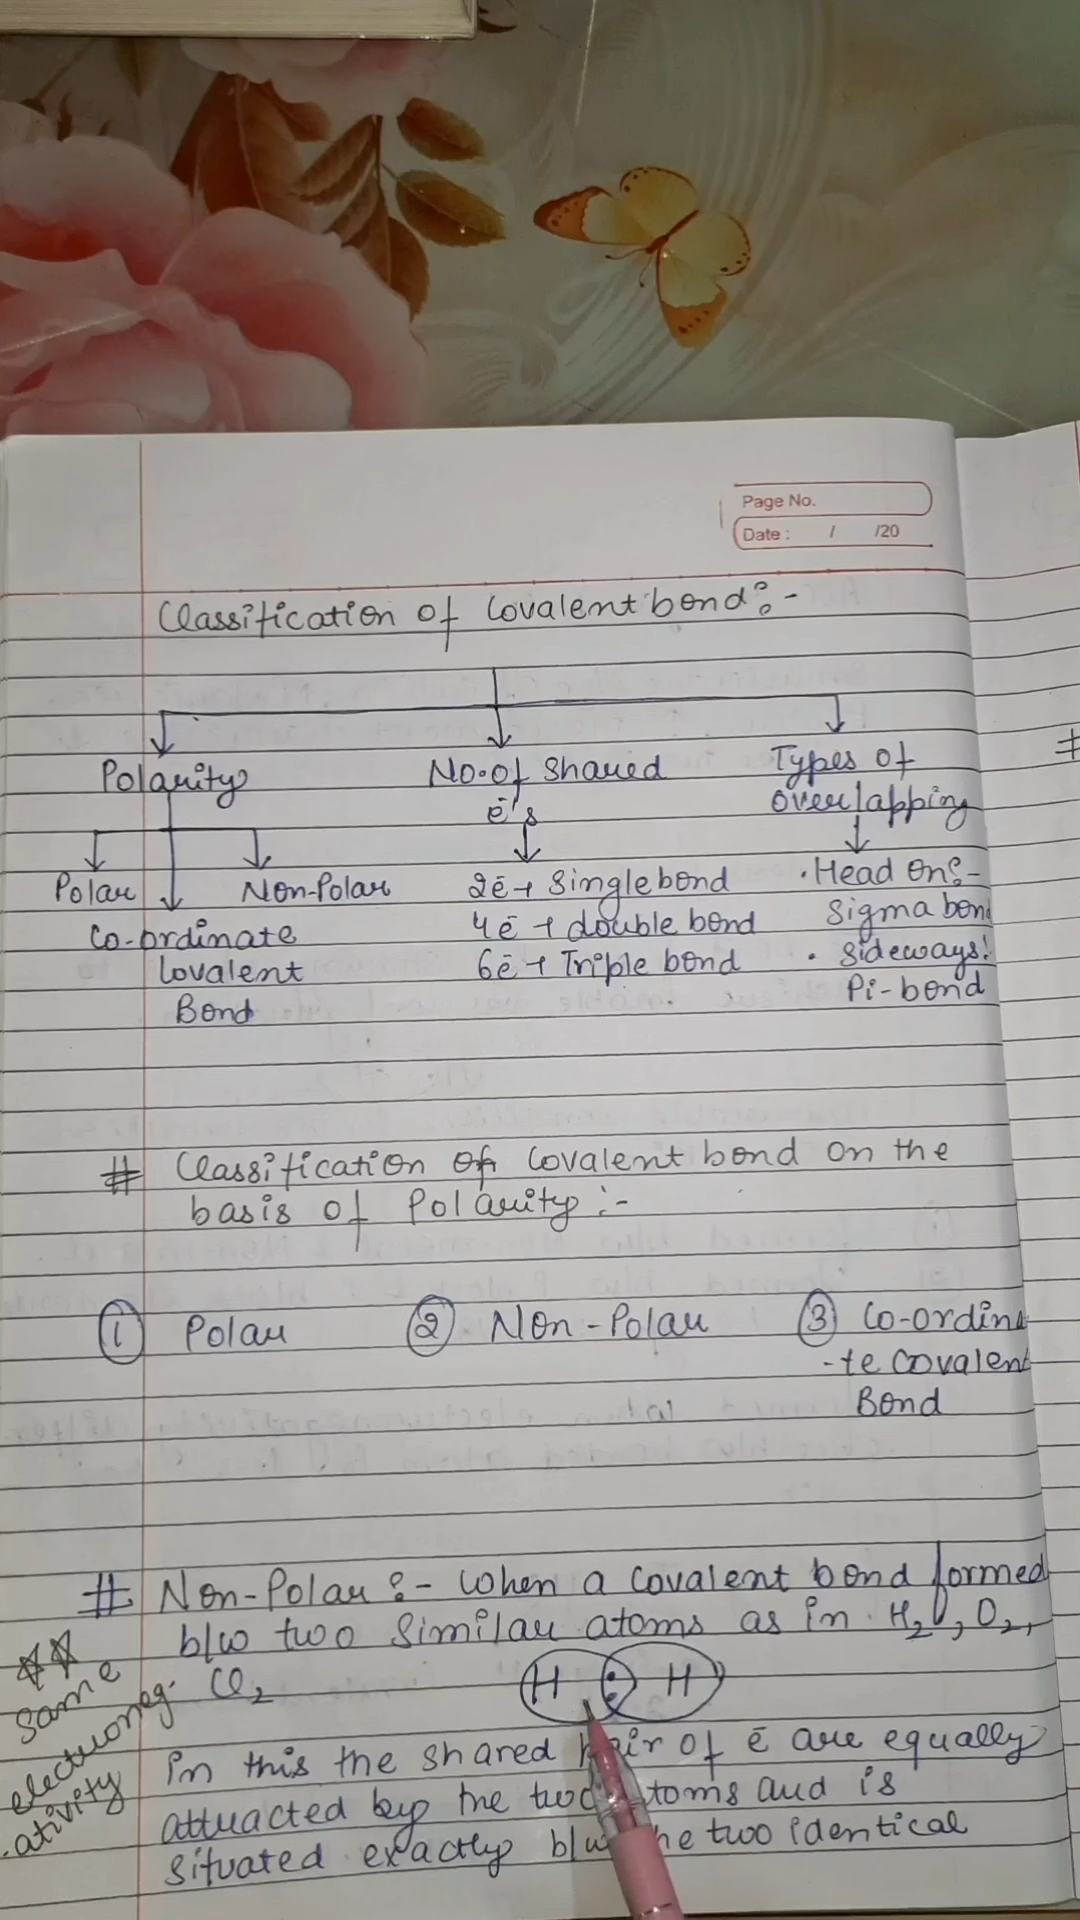 Page No.
Date : / /20
Classification of Covalent bond :-
Polarity
No. of Shared
ē's
Types of
overlapping
Polar
Non-Polar
Co-ordinate
Covalent
Bond
2ē → Single bond
4ē → double bond
6ē → Triple bond
• Head On :-
Sigma bond
• Sideways :
Pi-bond
# Classification of Covalent bond on the
basis of Polarity :-
① Polar ② Non-Polar ③ Co-ordina
-te Covalent
Bond
# Non-Polar :- When a Covalent bond formed
b/w two Similar atoms as in H₂O, O₂,
Cl₂
H : H
Same
electroneg.
.ativity
In this the shared pair of ē are equally
attracted by the two atoms and is
Situated exactly b/w the two identical